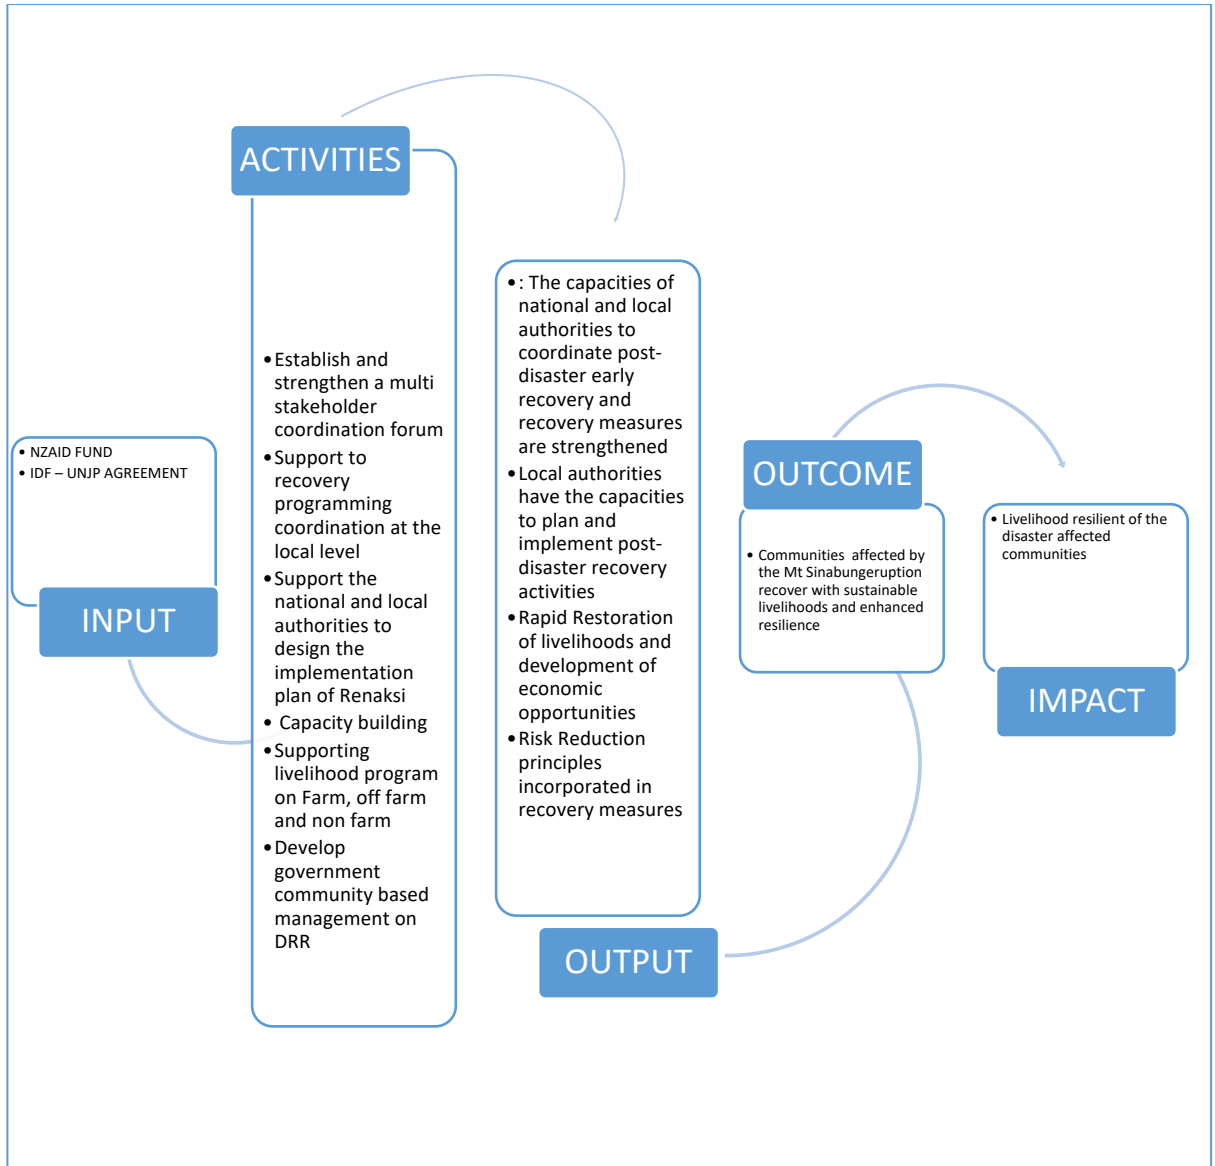 • NZAID FUND
• IDF – UNJP AGREEMENT
INPUT
ACTIVITIES
•Establish and
strengthen a multi
stakeholder
coordination forum
•Support to
recovery
programming
coordination at the
local level
•Support the
national and local
authorities to
design the
implementation
plan of Renaksi
• Capacity building
•Supporting
livelihood program
on Farm, off farm
and non farm
•Develop
government
community based
management on
DRR
•: The capacities of
national and local
authorities to
coordinate post-
disaster early
recovery and
recovery measures
are strengthened
•Local authorities
have the capacities
to plan and
implement post-
disaster recovery
activities
•Rapid Restoration
of livelihoods and
development of
economic
opportunities
•Risk Reduction
principles
incorporated in
recovery measures
OUTPUT
OUTCOME
• Communities affected by
the Mt Sinabungeruption
recover with sustainable
livelihoods and enhanced
resilience
• Livelihood resilient of the
disaster affected
communities
IMPACT